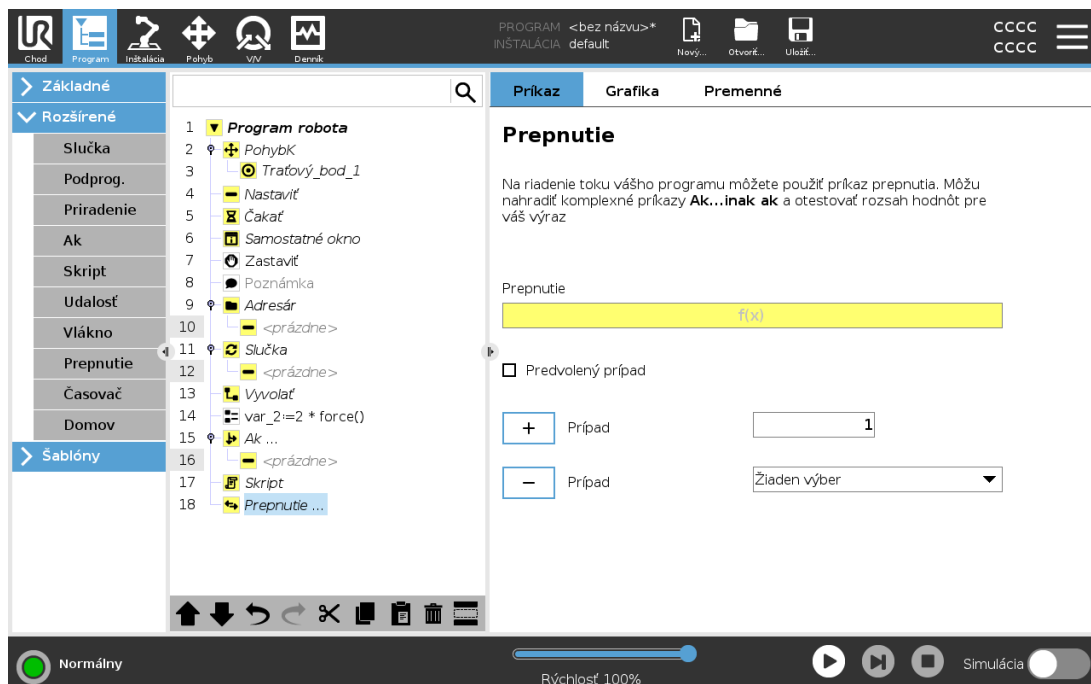 PROGRAM <bez názvu>*
INŠTALÁCIA default
CCCC
CCCC
UR
Chod
Program
Inštalácia
Pohyb
V/V
Denník
Nový...
Otvoriť...
Uložiť...
Základné
Rozšírené
Slučka
Podprog.
Priradenie
Ak
Skript
Udalosť
Vlákno
Prepnutie
Časovač
Domov
Šablóny
1 Program robota
2 PohybK
3 Traťový_bod_1
4 Nastaviť
5 Čakať
6 Samostatné okno
7 Zastaviť
8 Poznámka
9 Adresár
10 <prázdne>
11 Slučka
12 <prázdne>
13 Vyvolať
14 var_2:=2 * force()
15 Ak ...
16 <prázdne>
17 Skript
18 Prepnutie ...
Príkaz Grafika Premenné
Prepnutie
Na riadenie toku vášho programu môžete použiť príkaz prepnutia. Môžu
nahradiť komplexné príkazy Ak...inak ak a otestovať rozsah hodnôt pre
váš výraz
Prepnutie
f(x)
Predvolený prípad
+ Prípad 1
− Prípad Žiaden výber
Normálny
Rýchlosť 100%
Simulácia